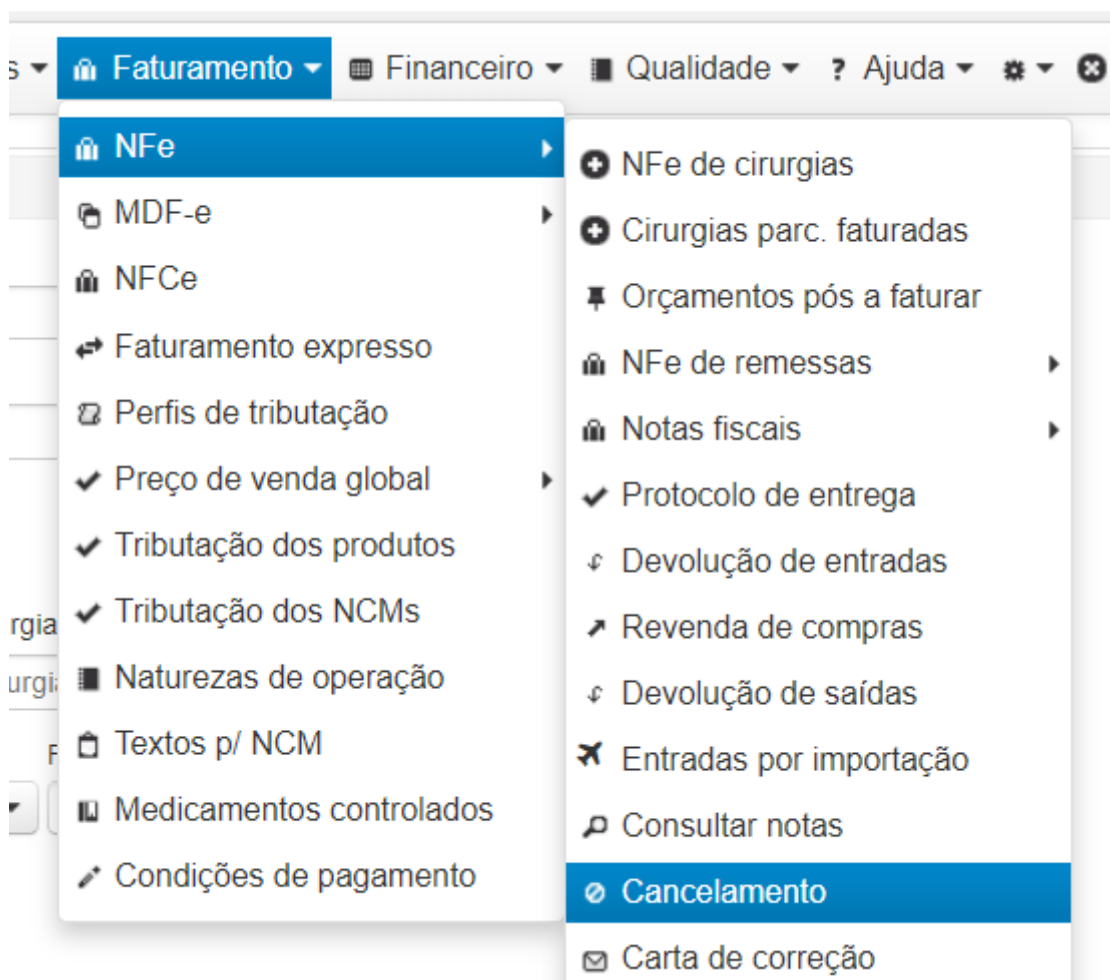 s Faturamento Financeiro Qualidade ? Ajuda
NFe
MDF-e
NFCe
Faturamento expresso
Perfis de tributação
Preço de venda global
Tributação dos produtos
Tributação dos NCMs
Naturezas de operação
Textos p/ NCM
Medicamentos controlados
Condições de pagamento
NFe de cirurgias
Cirurgias parc. faturadas
Orçamentos pós a faturar
NFe de remessas
Notas fiscais
Protocolo de entrega
Devolução de entradas
Revenda de compras
Devolução de saídas
Entradas por importação
Consultar notas
Cancelamento
Carta de correção
rgia
urgi
F